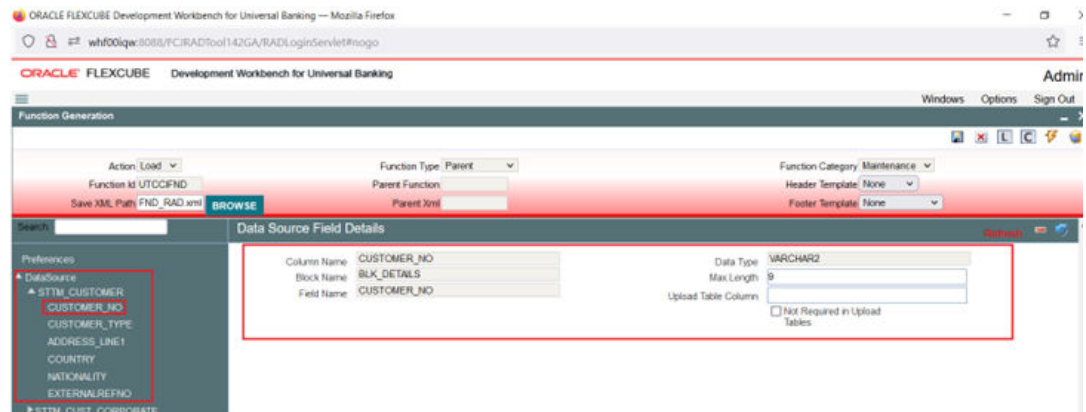 ORACLE FLEXCUBE Development Workbench for Universal Banking — Mozilla Firefox
whf00iqw:8088/FCJRADTool142GA/RADLoginServlet#nogo
ORACLE FLEXCUBE Development Workbench for Universal Banking
Admin
Windows Options Sign Out
Function Generation
L C
Action Load Function Type Parent Function Category Maintenance
Function Id UTCCIFND Parent Function Header Template None
Save XML Path FND_RAD.xml BROWSE Parent Xml Footer Template None
Search Data Source Field Details Refresh
Preferences
DataSource
STTM_CUSTOMER
CUSTOMER_NO
CUSTOMER_TYPE
ADDRESS_LINE1
COUNTRY
NATIONALITY
EXTERNALREFNO
STTM_CUST_CORPORATE
Column Name CUSTOMER_NO Data Type VARCHAR2
Block Name BLK_DETAILS Max Length 9
Field Name CUSTOMER_NO Upload Table Column
Not Required in Upload
Tables